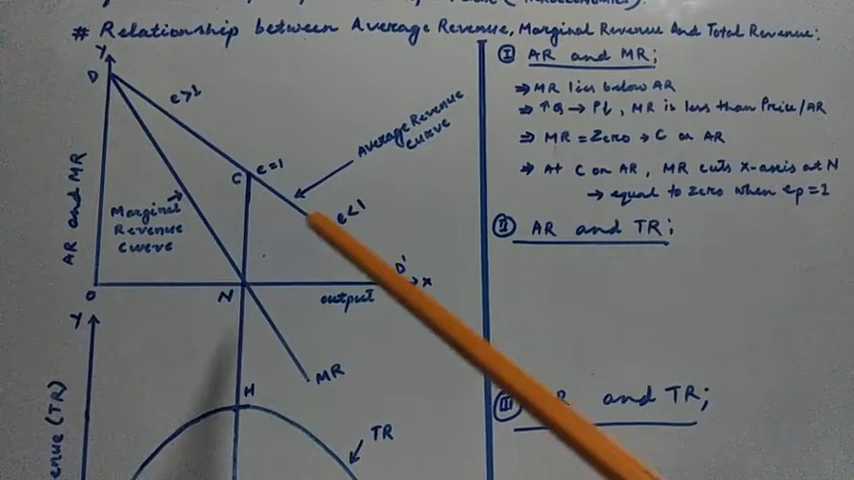 # Relationship between Average Revenue, Marginal Revenue And Total Revenue:
Y
D
e>1
C
e=1
Average Revenue
curve
e<1
AR and MR
Marginal
Revenue
curve
O
N
output
D'
X
MR
Y
H
TR
enue (TR)
I AR and MR;
⇒ MR lies below AR
⇒ ↑Q → P↓, MR is less than Price/AR
⇒ MR = Zero → C on AR
⇒ At C on AR, MR cuts X-axis at N
→ equal to zero when ep=1
II AR and TR;
III R and TR;